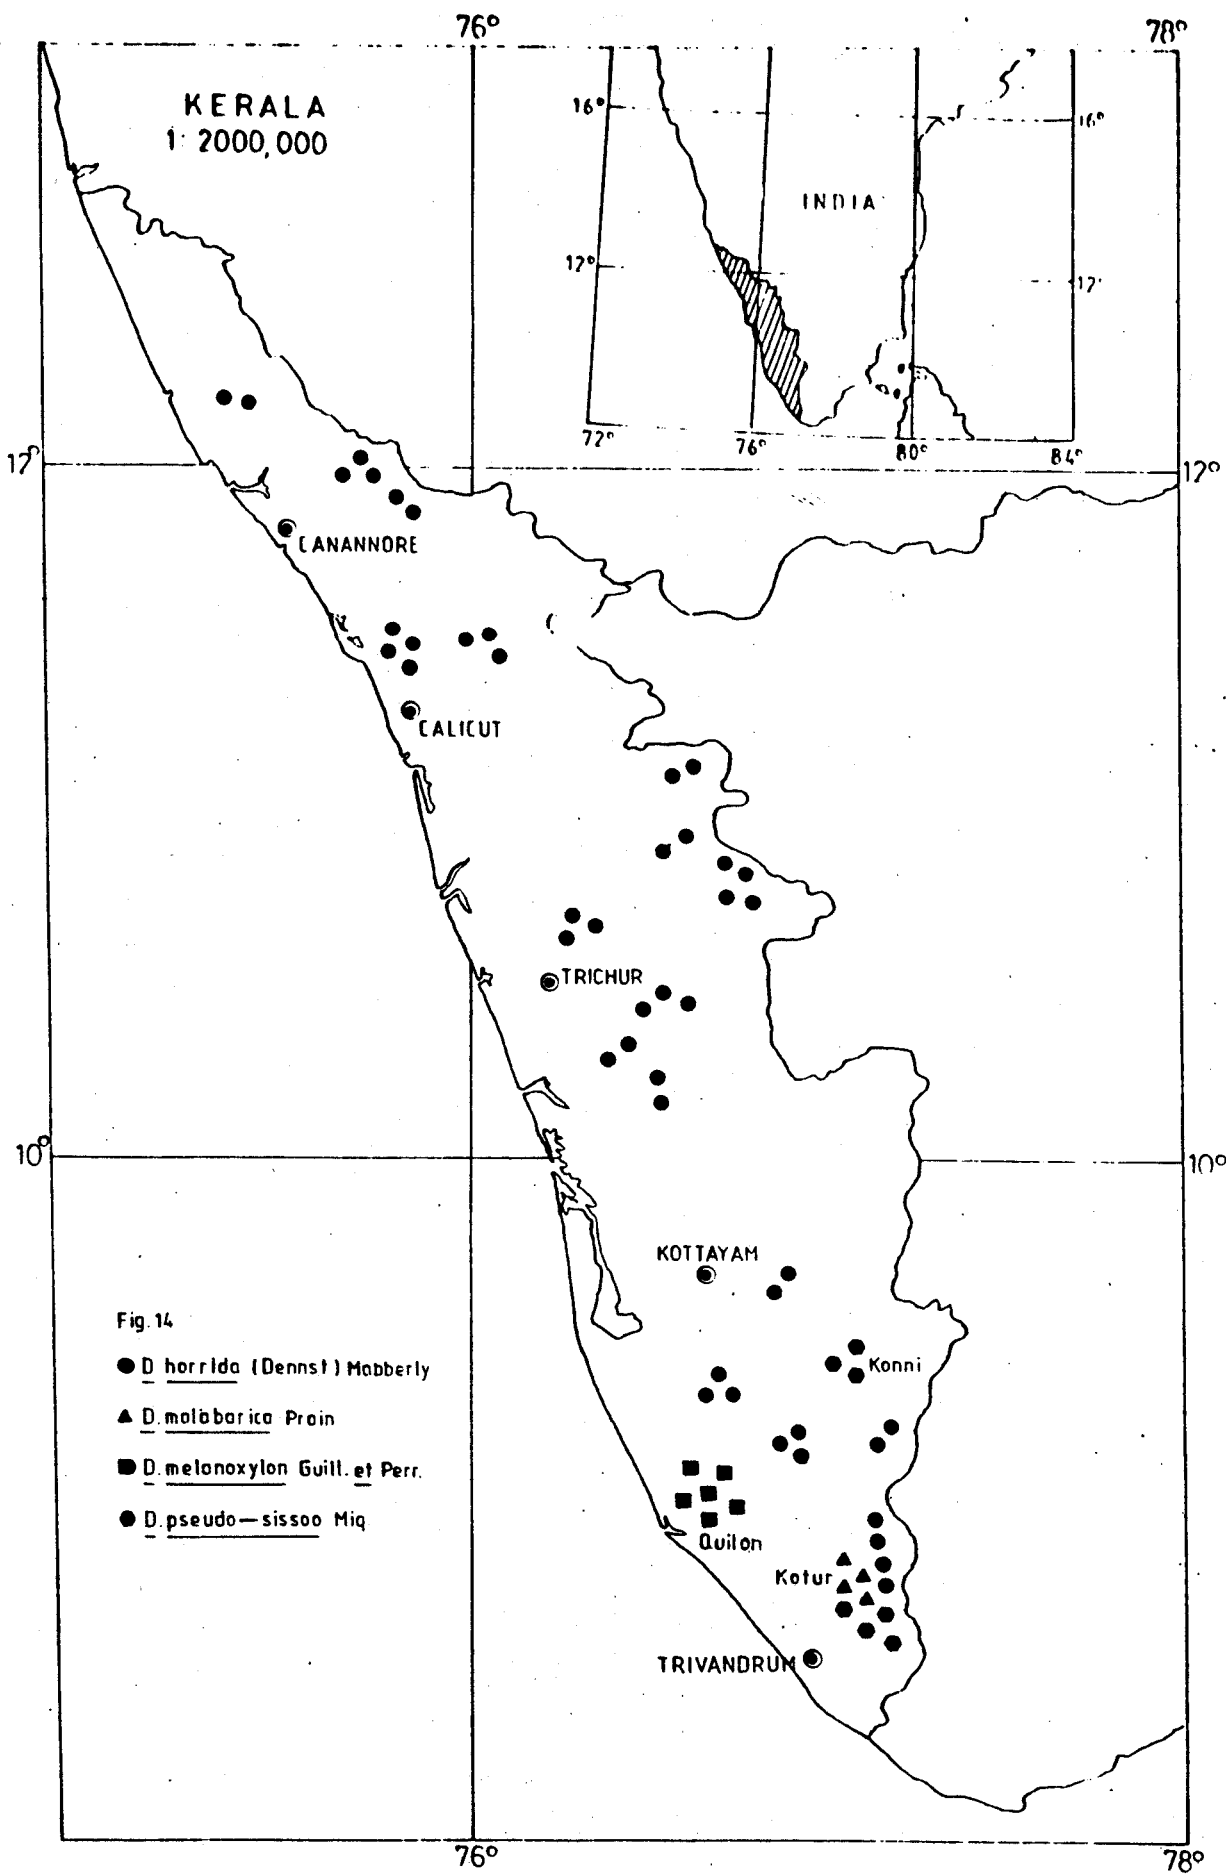 76° 78°
KERALA
1: 2000,000
16° 16°
INDIA
12° 12'
72° 76° 80° 84°
12° 12°
CANANNORE
CALICUT
TRICHUR
10° 10°
KOTTAYAM
Konni
Fig. 14
D horrida (Dennst) Mabberly
D. malabarica Prain
D. melanoxylon Guill. et Perr.
D. pseudo—sissoo Miq
Quilon
Kotur
TRIVANDRUM
76° 78°